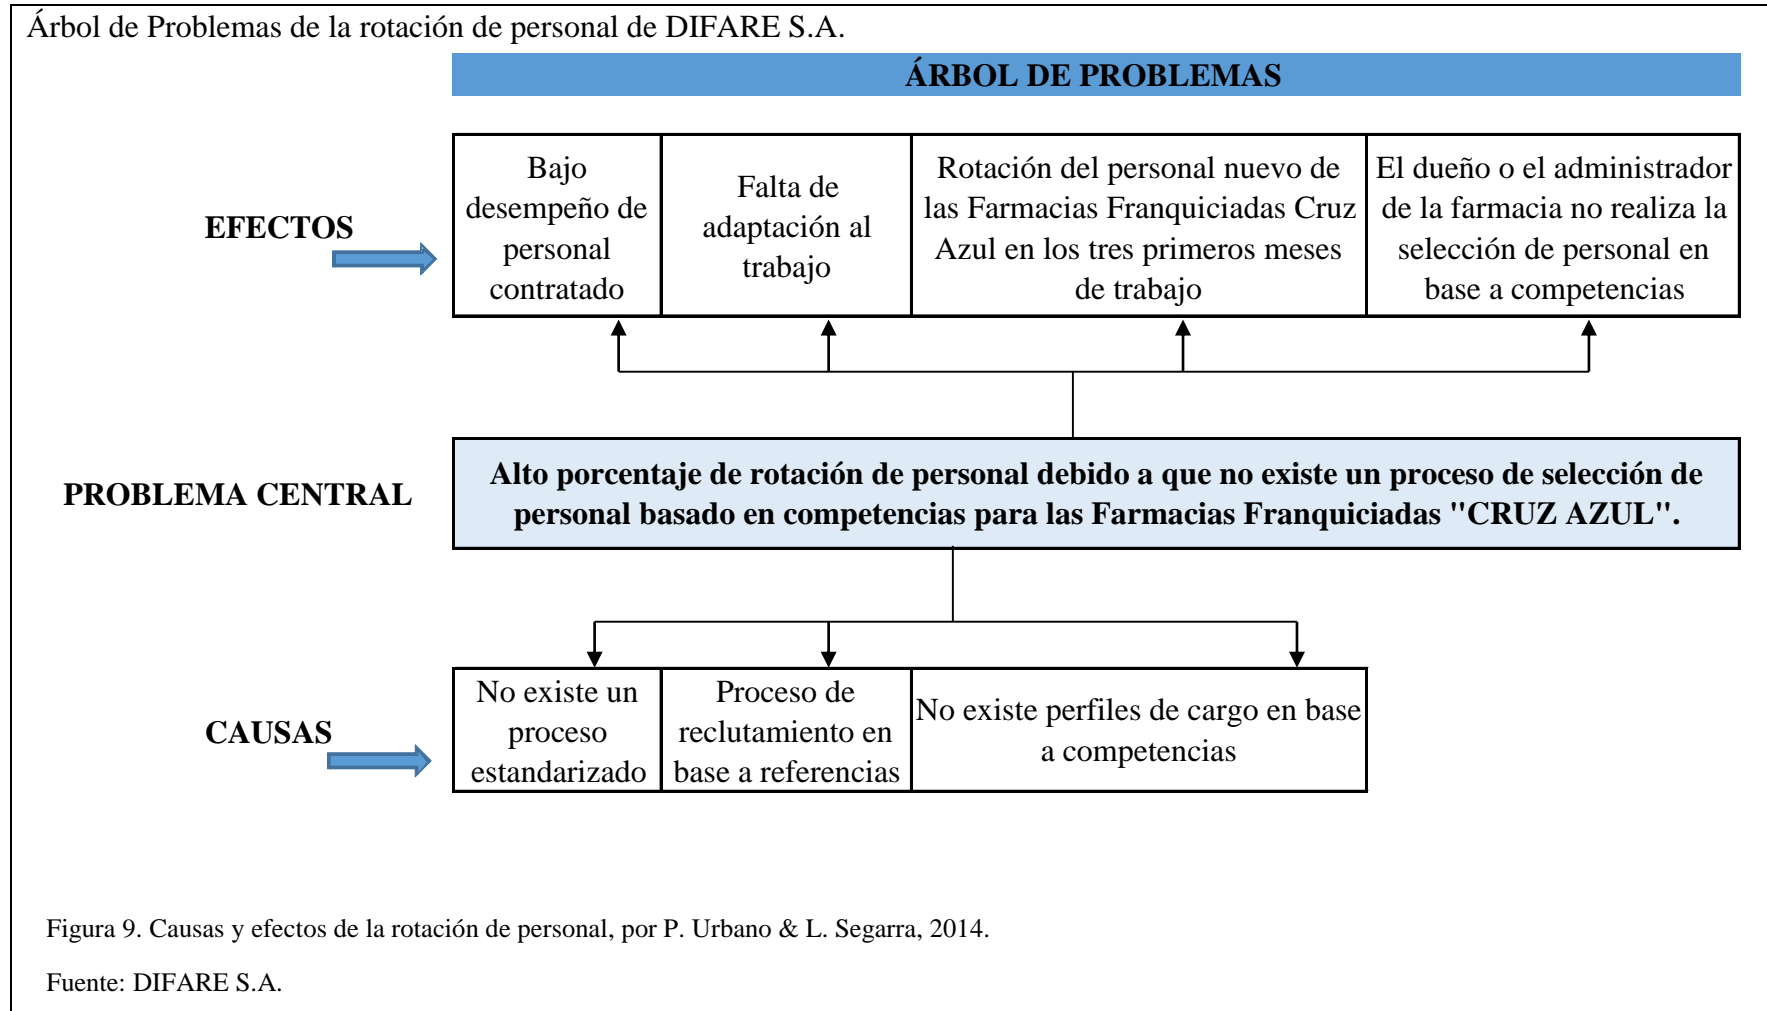 Árbol de Problemas de la rotación de personal de DIFARE S.A.
ÁRBOL DE PROBLEMAS
EFECTOS
Bajo
desempeño de
personal
contratado
Falta de
adaptación al
trabajo
Rotación del personal nuevo de
las Farmacias Franquiciadas Cruz
Azul en los tres primeros meses
de trabajo
El dueño o el administrador
de la farmacia no realiza la
selección de personal en
base a competencias
PROBLEMA CENTRAL
Alto porcentaje de rotación de personal debido a que no existe un proceso de selección de
personal basado en competencias para las Farmacias Franquiciadas "CRUZ AZUL".
CAUSAS
No existe un
proceso
estandarizado
Proceso de
reclutamiento en
base a referencias
No existe perfiles de cargo en base
a competencias
Figura 9. Causas y efectos de la rotación de personal, por P. Urbano & L. Segarra, 2014.
Fuente: DIFARE S.A.